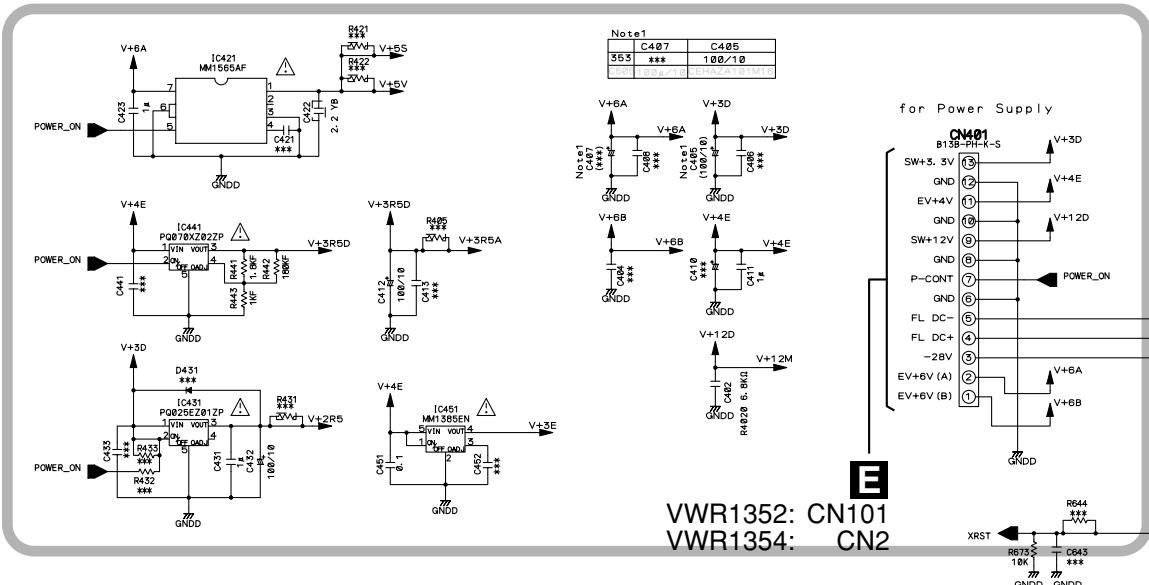 R421
***
V+5S
R422
***
V+5V
V+6A
IC421
MM1565AF
7
6
5
1
2
3
4
C423
1μ
C422
2.2 YB
C421
***
POWER_ON
GNDD
Note1
C407 C405
353 *** 100/10
V+4E
IC441
PQ070XZ02ZP
1 VIN VOUT 3
2 ON/OFF OADJ 4
5
V+3R5D
POWER_ON
C441
***
R441
1.8KF
R442
180KF
R443
1KF
GNDD
V+3R5D
R405
***
V+3R5A
C412
100/10
C413
***
GNDD
V+3D
D431
***
IC431
PQ025EZ01ZP
1 VIN VOUT 3
2 ON/OFF OADJ 4
5
R431
***
V+2R5
C433
***
R433
***
R432
***
POWER_ON
C431
1μ
C432
100/10
GNDD
V+4E
IC451
MM1385EN
5 VIN VOUT 4
1 ON/OFF OADJ 3
2
V+3E
C451
0.1
C452
***
GNDD
V+6A
V+6A
Note1
C407
(***)
C408
***
GNDD
V+3D
V+3D
Note1
C405
(100/10)
C406
***
GNDD
V+6B
V+6B
C404
***
GNDD
V+4E
V+4E
C410
***
C411
1μ
GNDD
V+12D
V+12M
C402
R4020 6.8KΩ
GNDD
for Power Supply
CN401
B13B-PH-K-S
SW+3.3V 13 V+3D
GND 12
EV+4V 11 V+4E
GND 10
SW+12V 9 V+12D
GND 8
P-CONT 7 POWER_ON
GND 6
FL DC- 5
FL DC+ 4
-28V 3
EV+6V(A) 2 V+6A
EV+6V(B) 1 V+6B
GNDD
E
VWR1352: CN101
VWR1354: CN2
XRST
R644
***
R673
10K
C643
***
GNDD GNDD